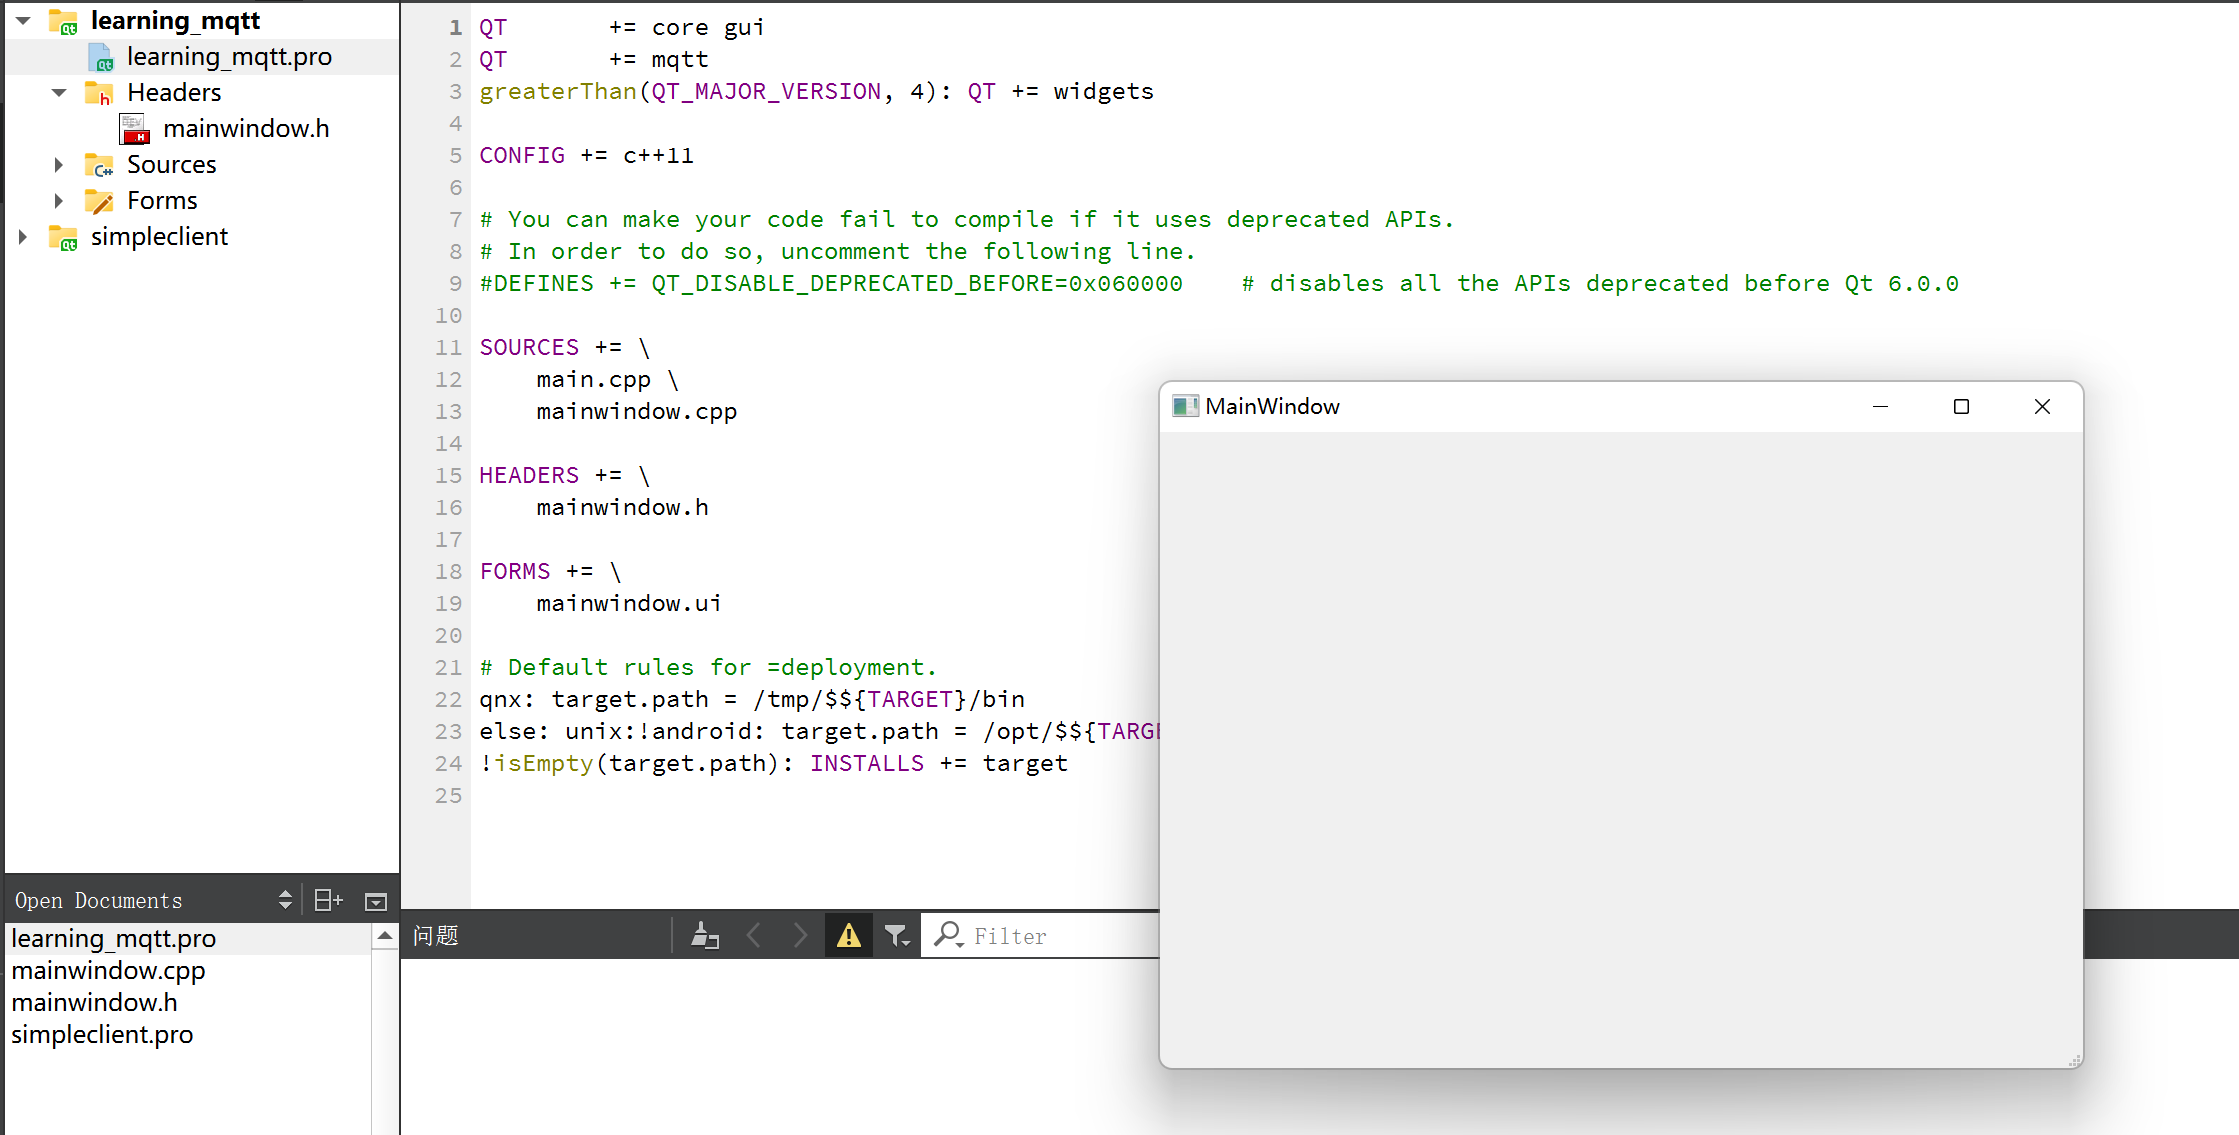 learning_mqtt
learning_mqtt.pro
Headers
mainwindow.h
Sources
Forms
simpleclient
1 QT       += core gui
2 QT       += mqtt
3 greaterThan(QT_MAJOR_VERSION, 4): QT += widgets
4
5 CONFIG += c++11
6
7 # You can make your code fail to compile if it uses deprecated APIs.
8 # In order to do so, uncomment the following line.
9 #DEFINES += QT_DISABLE_DEPRECATED_BEFORE=0x060000    # disables all the APIs deprecated before Qt 6.0.0
10
11 SOURCES += \
12     main.cpp \
13     mainwindow.cpp
14
15 HEADERS += \
16     mainwindow.h
17
18 FORMS += \
19     mainwindow.ui
20
21 # Default rules for =deployment.
22 qnx: target.path = /tmp/$${TARGET}/bin
23 else: unix:!android: target.path = /opt/$${TARGE
24 !isEmpty(target.path): INSTALLS += target
25
MainWindow
Open Documents
learning_mqtt.pro
mainwindow.cpp
mainwindow.h
simpleclient.pro
问题
Filter